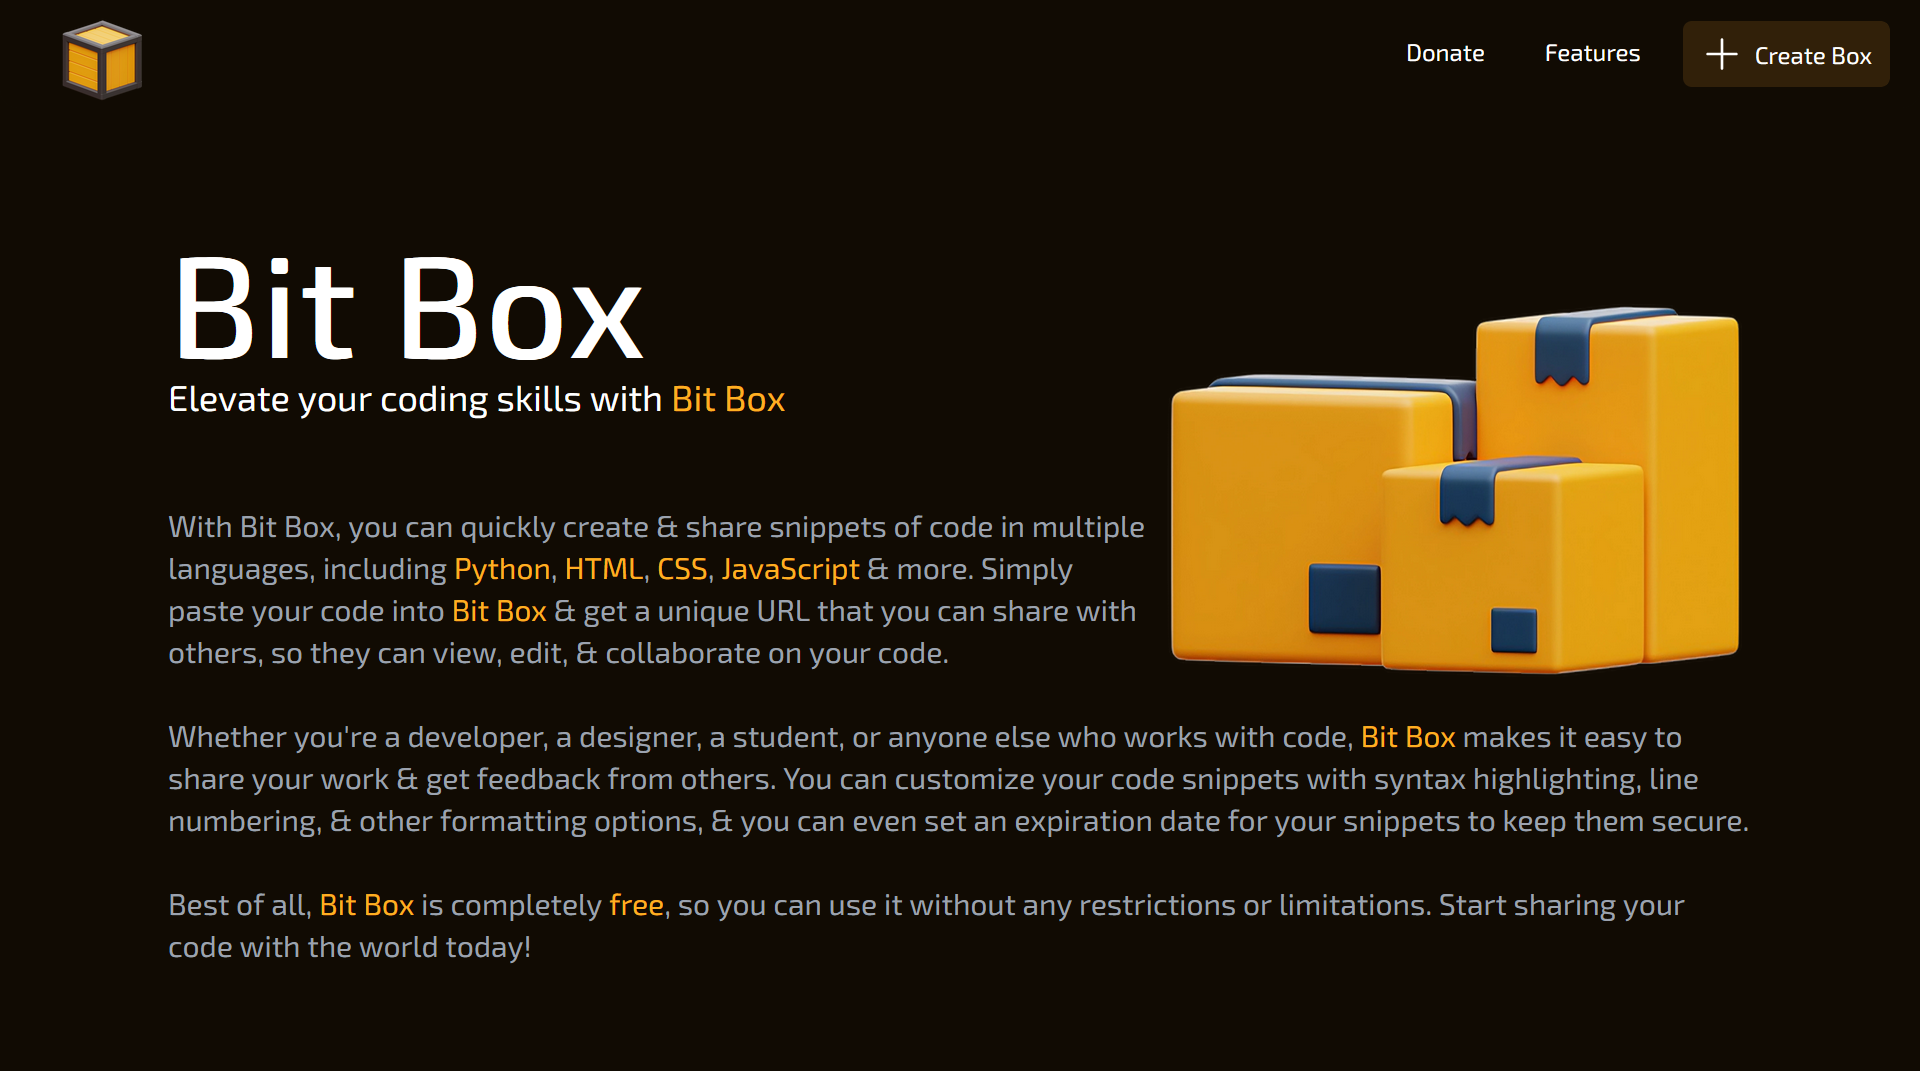 Donate
Features
Create Box
Bit Box
Elevate your coding skills with Bit Box
With Bit Box, you can quickly create & share snippets of code in multiple
languages, including Python, HTML, CSS, JavaScript & more. Simply
paste your code into Bit Box & get a unique URL that you can share with
others, so they can view, edit, & collaborate on your code.
Whether you're a developer, a designer, a student, or anyone else who works with code, Bit Box makes it easy to
share your work & get feedback from others. You can customize your code snippets with syntax highlighting, line
numbering, & other formatting options, & you can even set an expiration date for your snippets to keep them secure.
Best of all, Bit Box is completely free, so you can use it without any restrictions or limitations. Start sharing your
code with the world today!